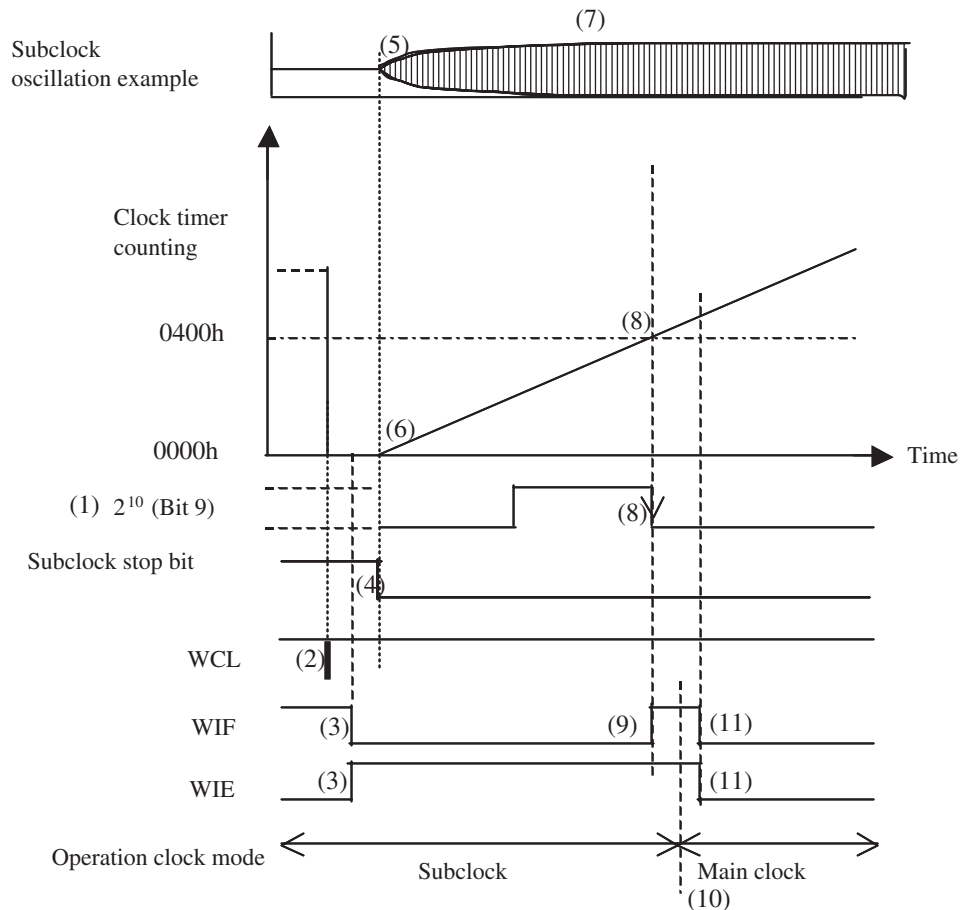 (7)
(5)
Subclock
oscillation example
Clock timer
counting
0400h
(8)
(6)
0000h
Time
(1) 2¹⁰ (Bit 9)
(8)
Subclock stop bit
(4)
WCL
(2)
WIF
(3)
(9)
(11)
WIE
(3)
(11)
Operation clock mode
Subclock
Main clock
(10)